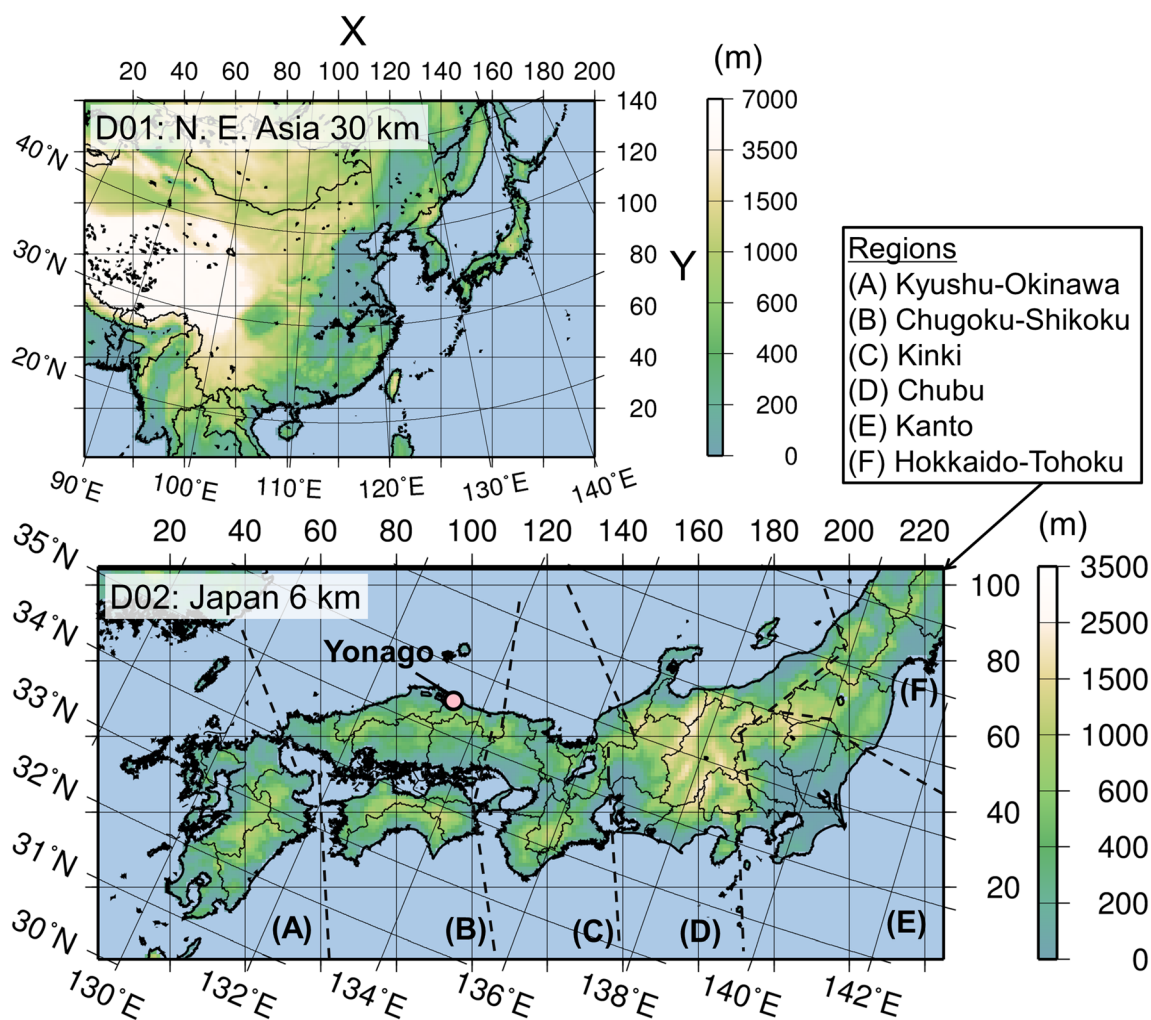 X
20 40 60 80 100 120 140 160 180 200
(m)
D01: N. E. Asia 30 km
40˚N
30˚N
20˚N
140
120
100
80
60
40
20
Y
7000
3500
1500
1000
600
400
200
0
90˚E 100˚E 110˚E 120˚E 130˚E 140˚E
Regions
(A) Kyushu-Okinawa
(B) Chugoku-Shikoku
(C) Kinki
(D) Chubu
(E) Kanto
(F) Hokkaido-Tohoku
20 40 60 80 100 120 140 160 180 200 225
(m)
D02: Japan 6 km
Yonago
35˚N
34˚N
33˚N
32˚N
31˚N
30˚N
(A) (B) (C) (D) (E)
(F)
100
80
60
40
20
3500
2500
1500
1000
600
400
200
0
130˚E 132˚E 134˚E 136˚E 138˚E 140˚E 142˚E